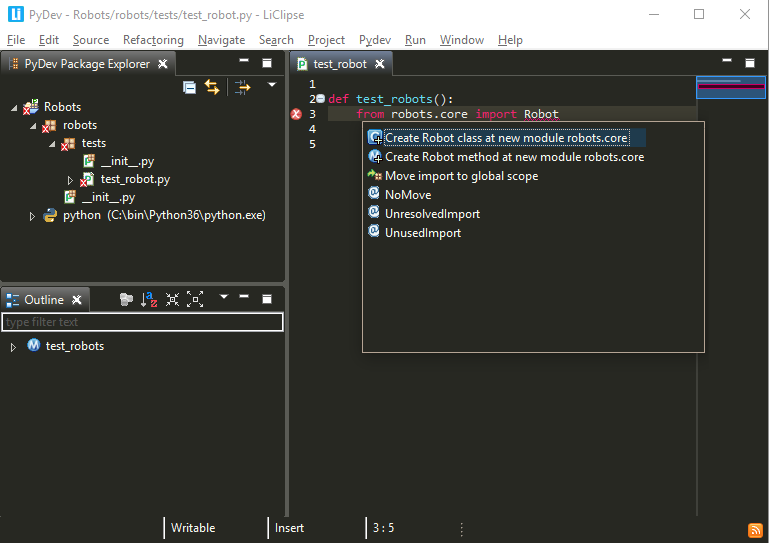 Li PyDev - Robots/robots/tests/test_robot.py - LiClipse
File Edit Source Refactoring Navigate Search Project Pydev Run Window Help
PyDev Package Explorer
Robots
robots
tests
__init__.py
test_robot.py
__init__.py
python (C:\bin\Python36\python.exe)
Outline
type filter text
test_robots
test_robot
1
2 def test_robots():
3 from robots.core import Robot
4
5
Create Robot class at new module robots.core
Create Robot method at new module robots.core
Move import to global scope
NoMove
UnresolvedImport
UnusedImport
Writable Insert 3 : 5